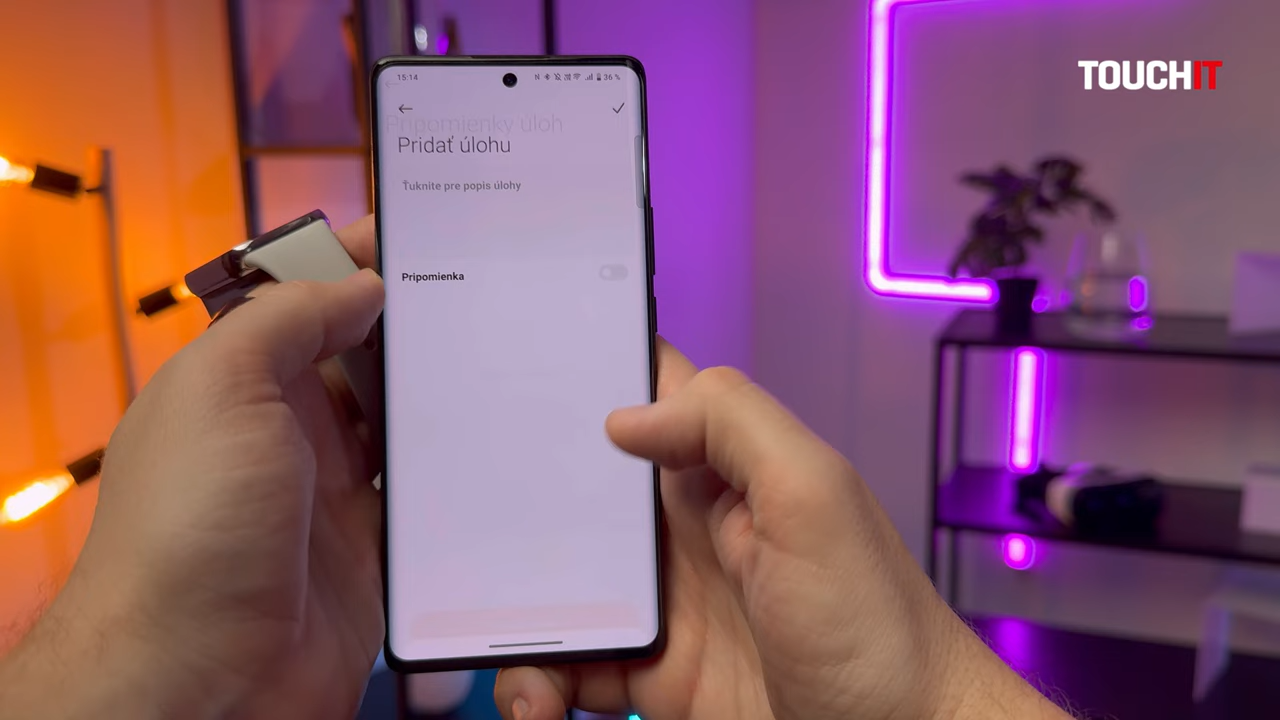 TOUCHIT
15:14
36 %
Pripomienky úloh
Pridať úlohu
Ťuknite pre popis úlohy
Pripomienka